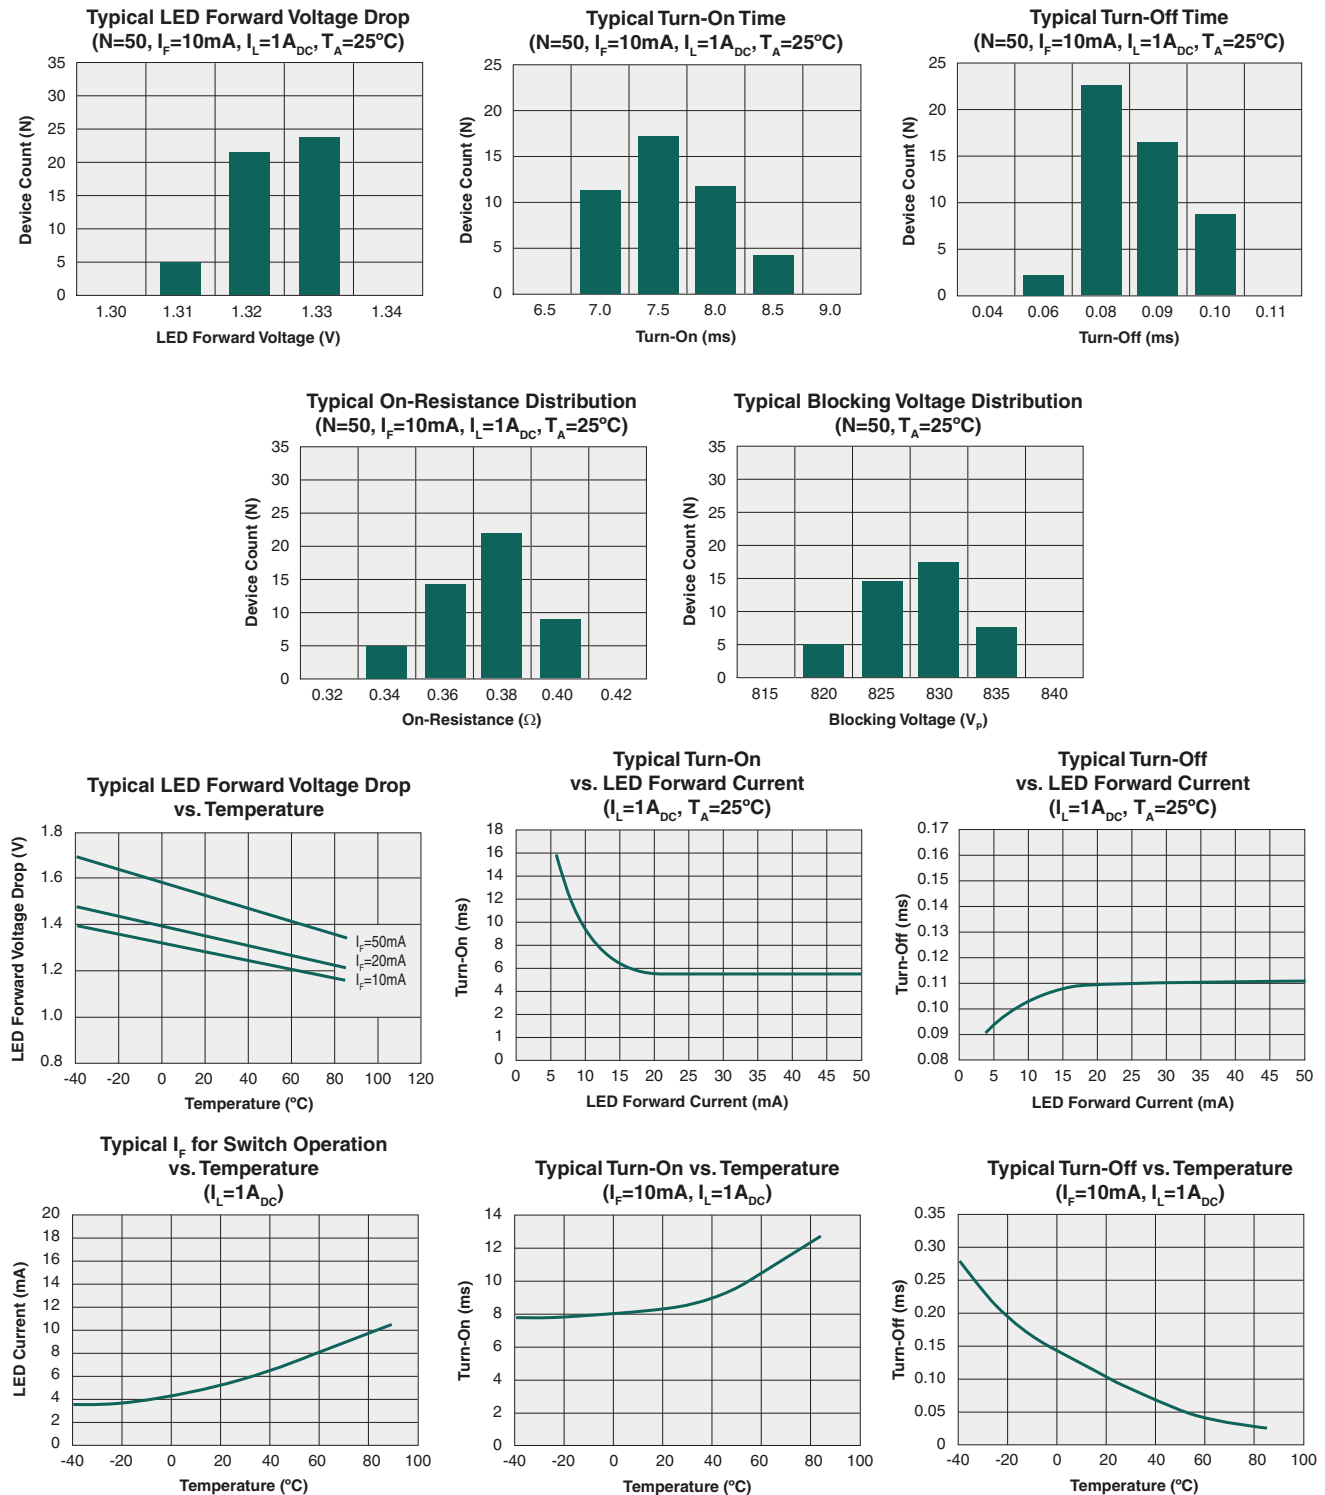 Typical LED Forward Voltage Drop
(N=50, IF=10mA, IL=1ADC, TA=25ºC)
35
30
25
20
15
10
5
0
Device Count (N)
1.30 1.31 1.32 1.33 1.34
LED Forward Voltage (V)
Typical Turn-On Time
(N=50, IF=10mA, IL=1ADC, TA=25ºC)
25
20
15
10
5
0
Device Count (N)
6.5 7.0 7.5 8.0 8.5 9.0
Turn-On (ms)
Typical Turn-Off Time
(N=50, IF=10mA, IL=1ADC, TA=25ºC)
25
20
15
10
5
0
Device Count (N)
0.04 0.06 0.08 0.09 0.10 0.11
Turn-Off (ms)
Typical On-Resistance Distribution
(N=50, IF=10mA, IL=1ADC, TA=25ºC)
35
30
25
20
15
10
5
0
Device Count (N)
0.32 0.34 0.36 0.38 0.40 0.42
On-Resistance (Ω)
Typical Blocking Voltage Distribution
(N=50, TA=25ºC)
35
30
25
20
15
10
5
0
Device Count (N)
815 820 825 830 835 840
Blocking Voltage (VP)
Typical LED Forward Voltage Drop
vs. Temperature
1.8
1.6
1.4
1.2
1.0
0.8
LED Forward Voltage Drop (V)
IF=50mA
IF=20mA
IF=10mA
-40 -20 0 20 40 60 80 100 120
Temperature (ºC)
Typical Turn-On
vs. LED Forward Current
(IL=1ADC, TA=25ºC)
18
16
14
12
10
8
6
4
2
1
0
Turn-On (ms)
0 5 10 15 20 25 30 35 40 45 50
LED Forward Current (mA)
Typical Turn-Off
vs. LED Forward Current
(IL=1ADC, TA=25ºC)
0.17
0.16
0.15
0.14
0.13
0.12
0.11
0.10
0.09
0.08
Turn-Off (ms)
0 5 10 15 20 25 30 35 40 45 50
LED Forward Current (mA)
Typical IF for Switch Operation
vs. Temperature
(IL=1ADC)
20
18
16
14
12
10
8
6
4
2
0
LED Current (mA)
-40 -20 0 20 40 60 80 100
Temperature (ºC)
Typical Turn-On vs. Temperature
(IF=10mA, IL=1ADC)
14
12
10
8
6
4
2
0
Turn-On (ms)
-40 -20 0 20 40 60 80 100
Temperature (ºC)
Typical Turn-Off vs. Temperature
(IF=10mA, IL=1ADC)
0.35
0.30
0.25
0.20
0.15
0.10
0.05
0
Turn-Off (ms)
-40 -20 0 20 40 60 80 100
Temperature (ºC)